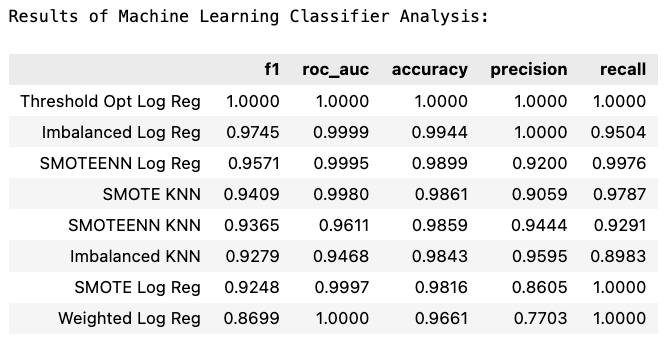 Results of Machine Learning Classifier Analysis:
f1 roc_auc accuracy precision recall
Threshold Opt Log Reg 1.0000 1.0000 1.0000 1.0000 1.0000
Imbalanced Log Reg 0.9745 0.9999 0.9944 1.0000 0.9504
SMOTEENN Log Reg 0.9571 0.9995 0.9899 0.9200 0.9976
SMOTE KNN 0.9409 0.9980 0.9861 0.9059 0.9787
SMOTEENN KNN 0.9365 0.9611 0.9859 0.9444 0.9291
Imbalanced KNN 0.9279 0.9468 0.9843 0.9595 0.8983
SMOTE Log Reg 0.9248 0.9997 0.9816 0.8605 1.0000
Weighted Log Reg 0.8699 1.0000 0.9661 0.7703 1.0000